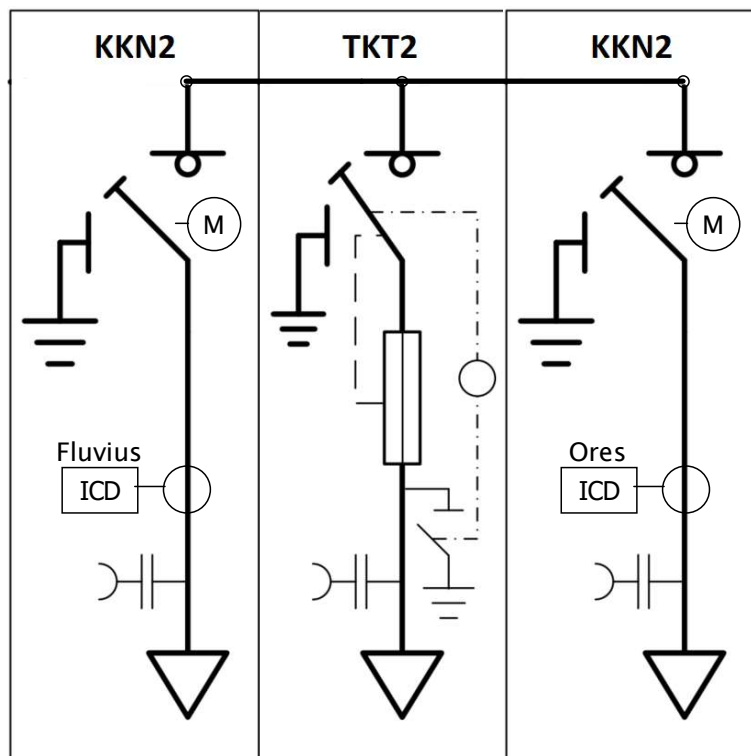 KKN2
TKT2
KKN2
M
M
Fluvius
ICD
Ores
ICD